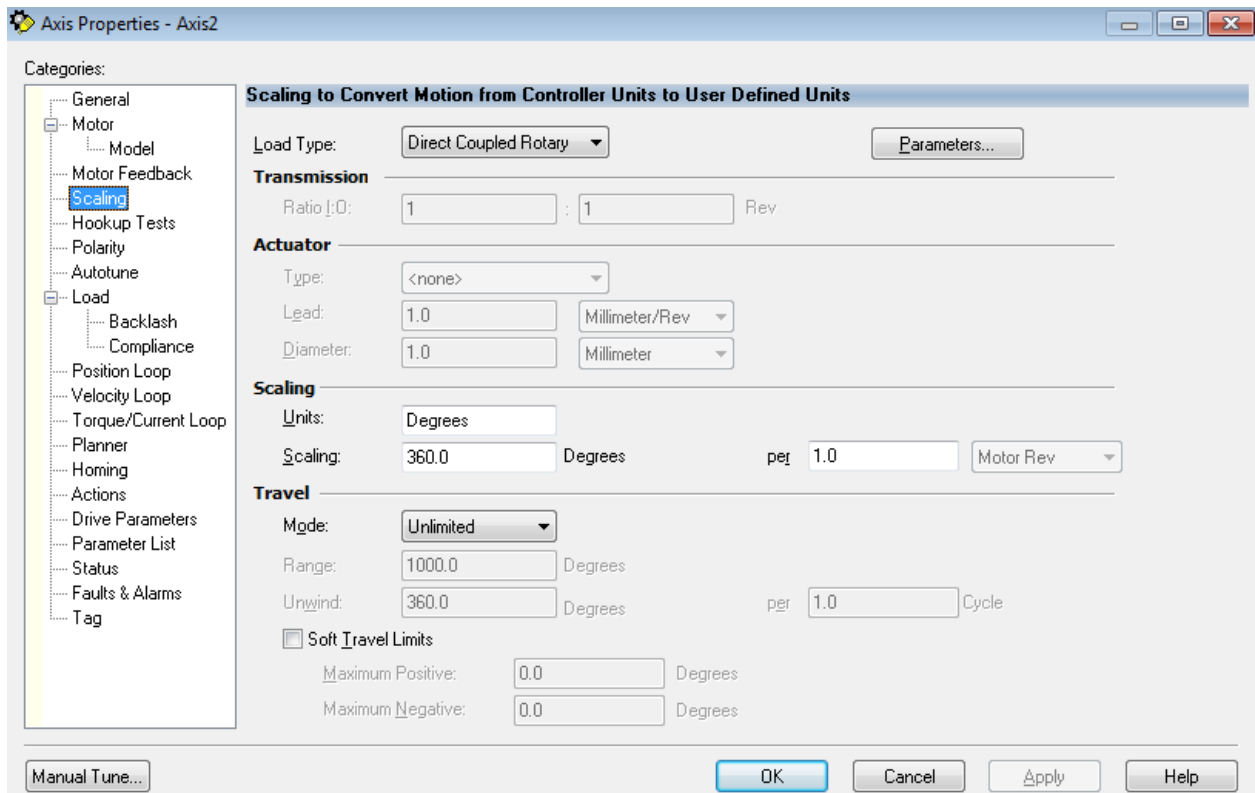 Axis Properties - Axis2
Categories:
General
Motor
Model
Motor Feedback
Scaling
Hookup Tests
Polarity
Autotune
Load
Backlash
Compliance
Position Loop
Velocity Loop
Torque/Current Loop
Planner
Homing
Actions
Drive Parameters
Parameter List
Status
Faults & Alarms
Tag
Scaling to Convert Motion from Controller Units to User Defined Units
Load Type: Direct Coupled Rotary Parameters...
Transmission
Ratio I:O: 1 : 1 Rev
Actuator
Type: <none>
Lead: 1.0 Millimeter/Rev
Diameter: 1.0 Millimeter
Scaling
Units: Degrees
Scaling: 360.0 Degrees per 1.0 Motor Rev
Travel
Mode: Unlimited
Range: 1000.0 Degrees
Unwind: 360.0 Degrees per 1.0 Cycle
Soft Travel Limits
Maximum Positive: 0.0 Degrees
Maximum Negative: 0.0 Degrees
Manual Tune... OK Cancel Apply Help